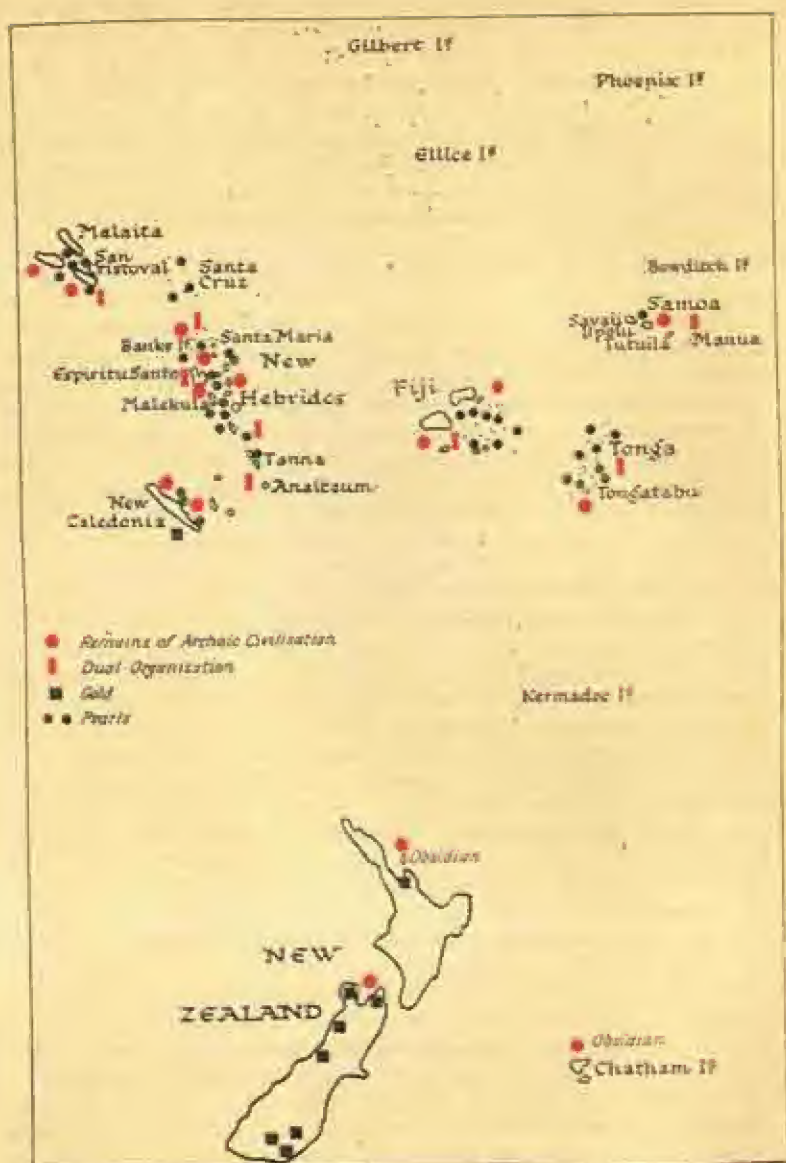 Gilbert Is
Phoenix Is
Ellice Is
Malaita
San
Cristoval
Santa
Cruz
Bowditch Is
Samoa
Savaii
Upolu
Tutuila
Manua
Banks Is
Santa Maria
New
Espiritu Santo
Malekula
Hebrides
Fiji
Tanna
Aneiteum
Tonga
Tongatabu
New
Caledonia
Remains of Archaic Civilisation
Dual Organization
Gold
Pearls
Kermadec Is
Obsidian
NEW
ZEALAND
Obsidian
Chatham Is